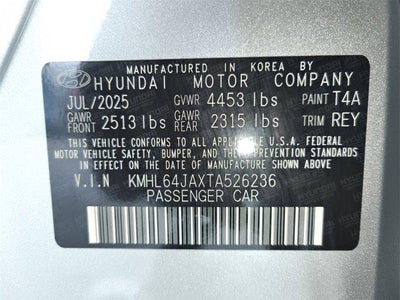 MANUFACTURED IN KOREA BY
HYUNDAI MOTOR COMPANY
JUL/2025 GVWR 4453 lbs PAINT T4A
GAWR FRONT 2513 lbs GAWR REAR 2315 lbs TRIM REY
THIS VEHICLE CONFORMS TO ALL APPLICABLE U.S.A. FEDERAL
MOTOR VEHICLE SAFETY, BUMPER, AND THEFT PREVENTION STANDARDS
IN EFFECT ON THE DATE OF MANUFACTURE SHOWN ABOVE.
V.I.N KMHL64JAXTA526236
PASSENGER CAR